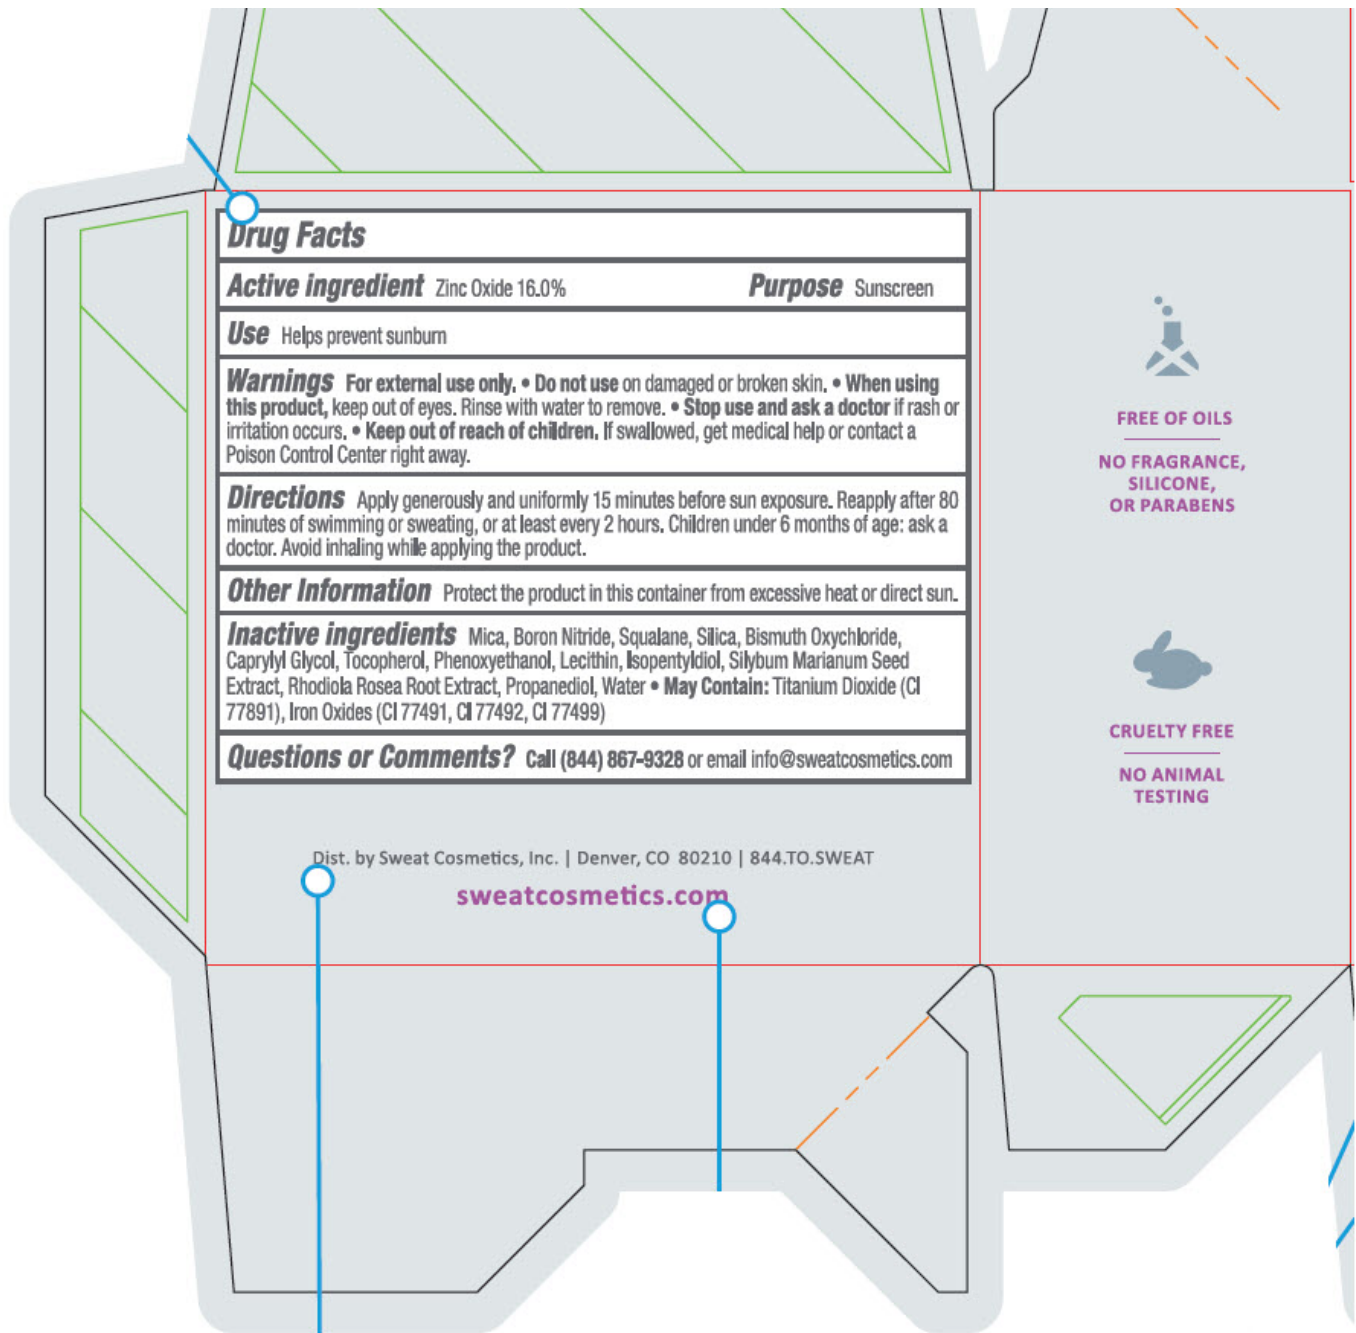 Drug Facts
Active ingredient Zinc Oxide 16.0% Purpose Sunscreen
Use Helps prevent sunburn
Warnings For external use only. • Do not use on damaged or broken skin. • When using
this product, keep out of eyes. Rinse with water to remove. • Stop use and ask a doctor if rash or
irritation occurs. • Keep out of reach of children. If swallowed, get medical help or contact a
Poison Control Center right away.
Directions Apply generously and uniformly 15 minutes before sun exposure. Reapply after 80
minutes of swimming or sweating, or at least every 2 hours. Children under 6 months of age: ask a
doctor. Avoid inhaling while applying the product.
Other Information Protect the product in this container from excessive heat or direct sun.
Inactive ingredients Mica, Boron Nitride, Squalane, Silica, Bismuth Oxychloride,
Caprylyl Glycol, Tocopherol, Phenoxyethanol, Lecithin, Isopentyldiol, Silybum Marianum Seed
Extract, Rhodiola Rosea Root Extract, Propanediol, Water • May Contain: Titanium Dioxide (CI
77891), Iron Oxides (CI 77491, CI 77492, CI 77499)
Questions or Comments? Call (844) 867-9328 or email info@sweatcosmetics.com
Dist. by Sweat Cosmetics, Inc. | Denver, CO 80210 | 844.TO.SWEAT
sweatcosmetics.com
FREE OF OILS
NO FRAGRANCE,
SILICONE,
OR PARABENS
CRUELTY FREE
NO ANIMAL
TESTING